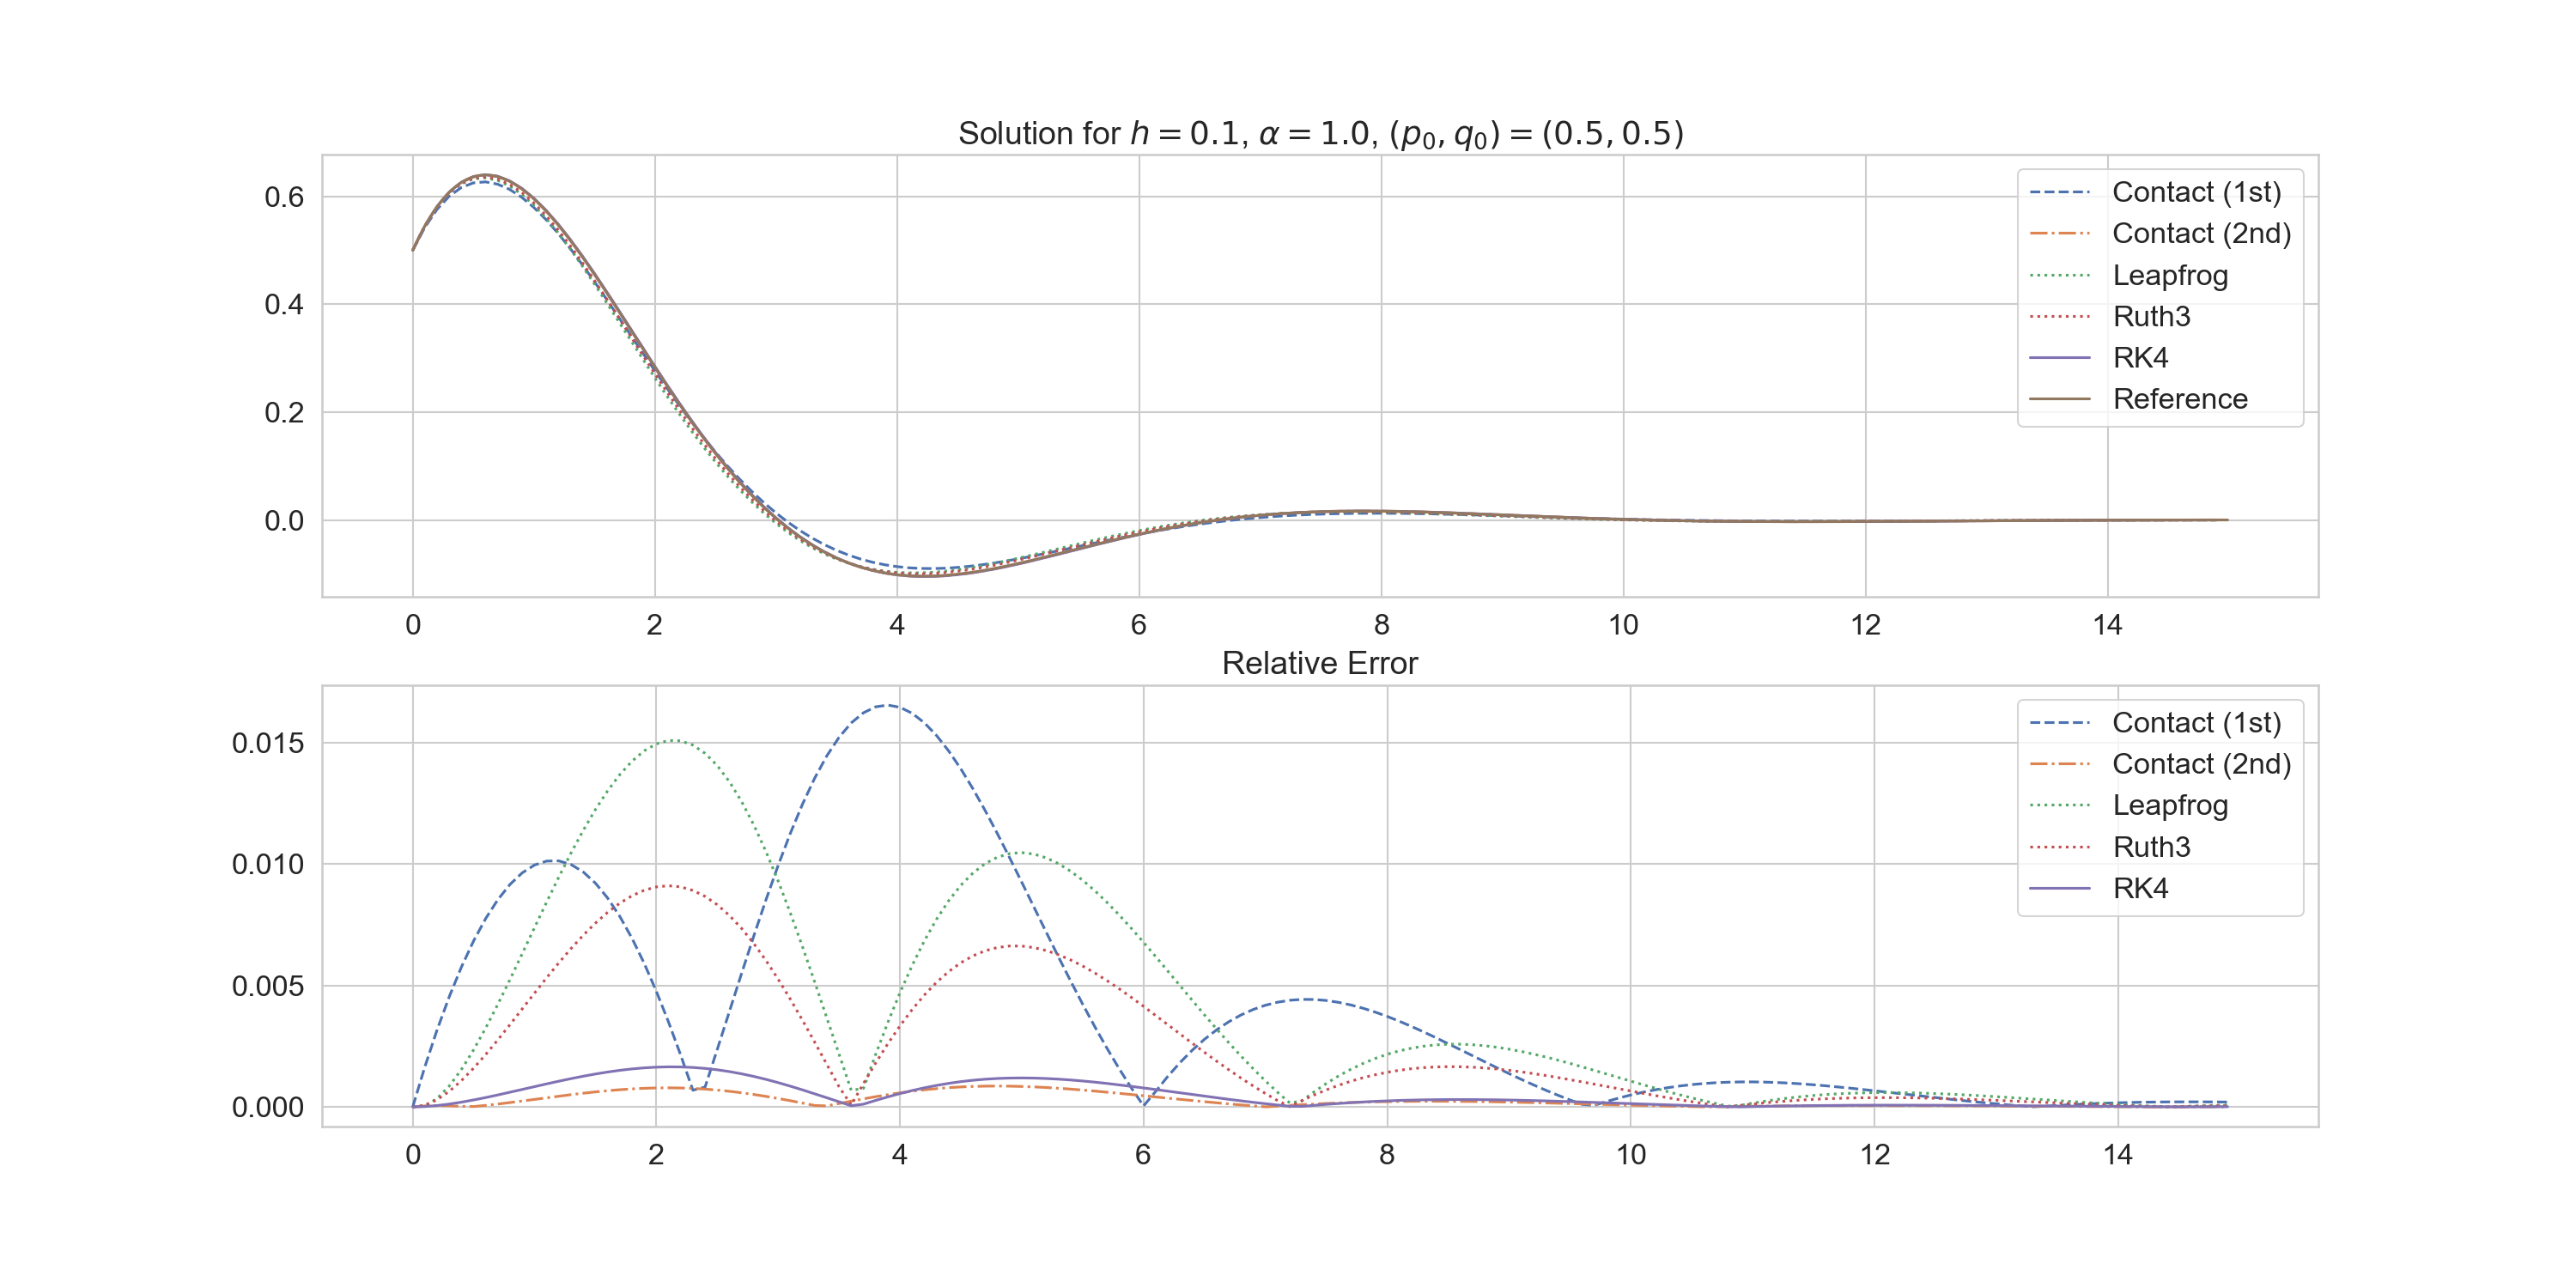 Solution for h = 0.1, α = 1.0, (p₀, q₀) = (0.5, 0.5)
0.6
0.4
0.2
0.0
0 2 4 6 8 10 12 14
Contact (1st)
Contact (2nd)
Leapfrog
Ruth3
RK4
Reference
Relative Error
0.015
0.010
0.005
0.000
0 2 4 6 8 10 12 14
Contact (1st)
Contact (2nd)
Leapfrog
Ruth3
RK4